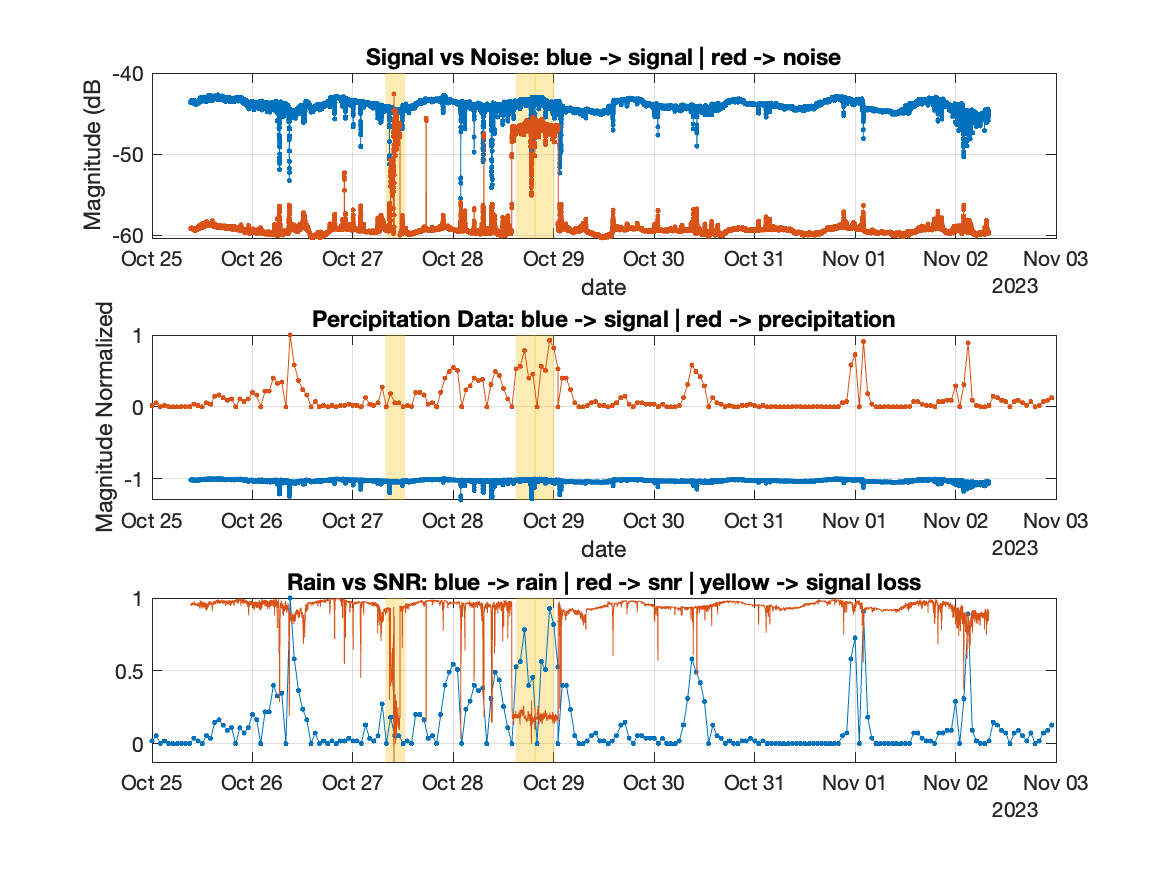 Signal vs Noise: blue -> signal | red -> noise
Magnitude (dB
-40
-50
-60
Oct 25 Oct 26 Oct 27 Oct 28 Oct 29 Oct 30 Oct 31 Nov 01 Nov 02 Nov 03
date
2023
Percipitation Data: blue -> signal | red -> precipitation
Magnitude Normalized
1
0
-1
Oct 25 Oct 26 Oct 27 Oct 28 Oct 29 Oct 30 Oct 31 Nov 01 Nov 02 Nov 03
date
2023
Rain vs SNR: blue -> rain | red -> snr | yellow -> signal loss
1
0.5
0
Oct 25 Oct 26 Oct 27 Oct 28 Oct 29 Oct 30 Oct 31 Nov 01 Nov 02 Nov 03
2023